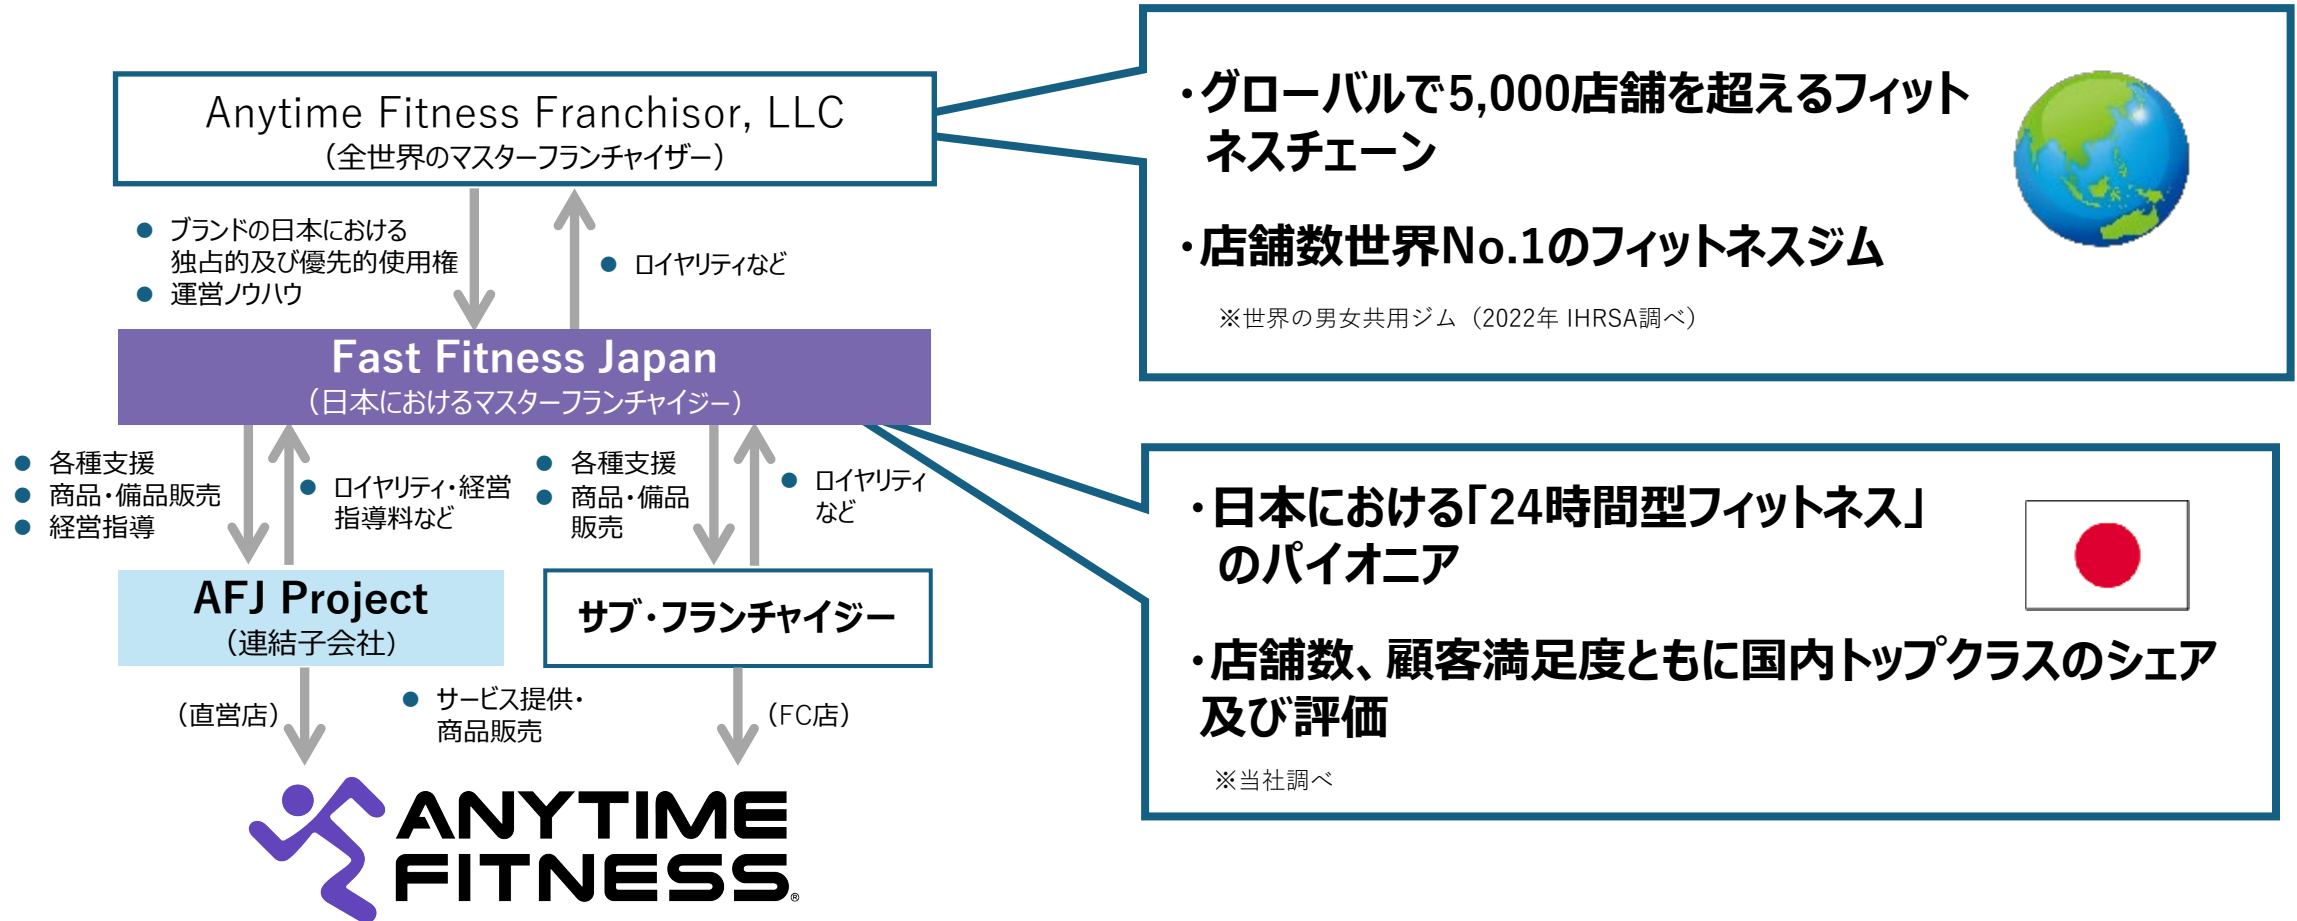 Anytime Fitness Franchisor, LLC
（全世界のマスターフランチャイザー）
● ブランドの日本における
独占的及び優先的使用権
● 運営ノウハウ
● ロイヤリティなど
Fast Fitness Japan
（日本におけるマスターフランチャイジー）
● 各種支援
● 商品・備品販売
● 経営指導
● ロイヤリティ・経営
指導料など
● 各種支援
● 商品・備品
販売
● ロイヤリティ
など
AFJ Project
（連結子会社）
サブ・フランチャイジー
（直営店）
● サービス提供・
商品販売
（FC店）
ANYTIME
FITNESS®
・グローバルで5,000店舗を超えるフィット
ネスチェーン
・店舗数世界No.1のフィットネスジム
※世界の男女共用ジム（2022年 IHRSA調べ）
・日本における「24時間型フィットネス」
のパイオニア
・店舗数、顧客満足度ともに国内トップクラスのシェア
及び評価
※当社調べ